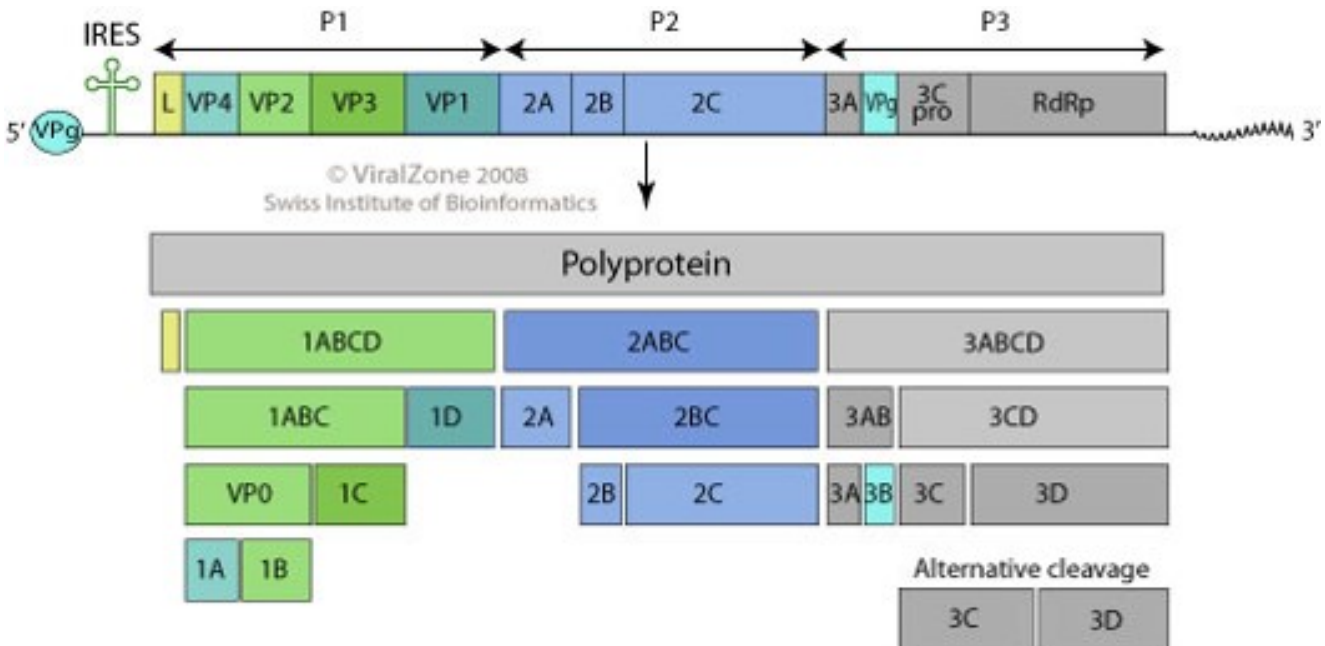 P1 P2 P3
IRES
L VP4 VP2 VP3 VP1 2A 2B 2C 3A VPg 3C pro RdRp
5' VPg 3'
© ViralZone 2008
Swiss Institute of Bioinformatics
Polyprotein
1ABCD 2ABC 3ABCD
1ABC 1D 2A 2BC 3AB 3CD
VP0 1C 2B 2C 3A 3B 3C 3D
1A 1B
Alternative cleavage
3C 3D